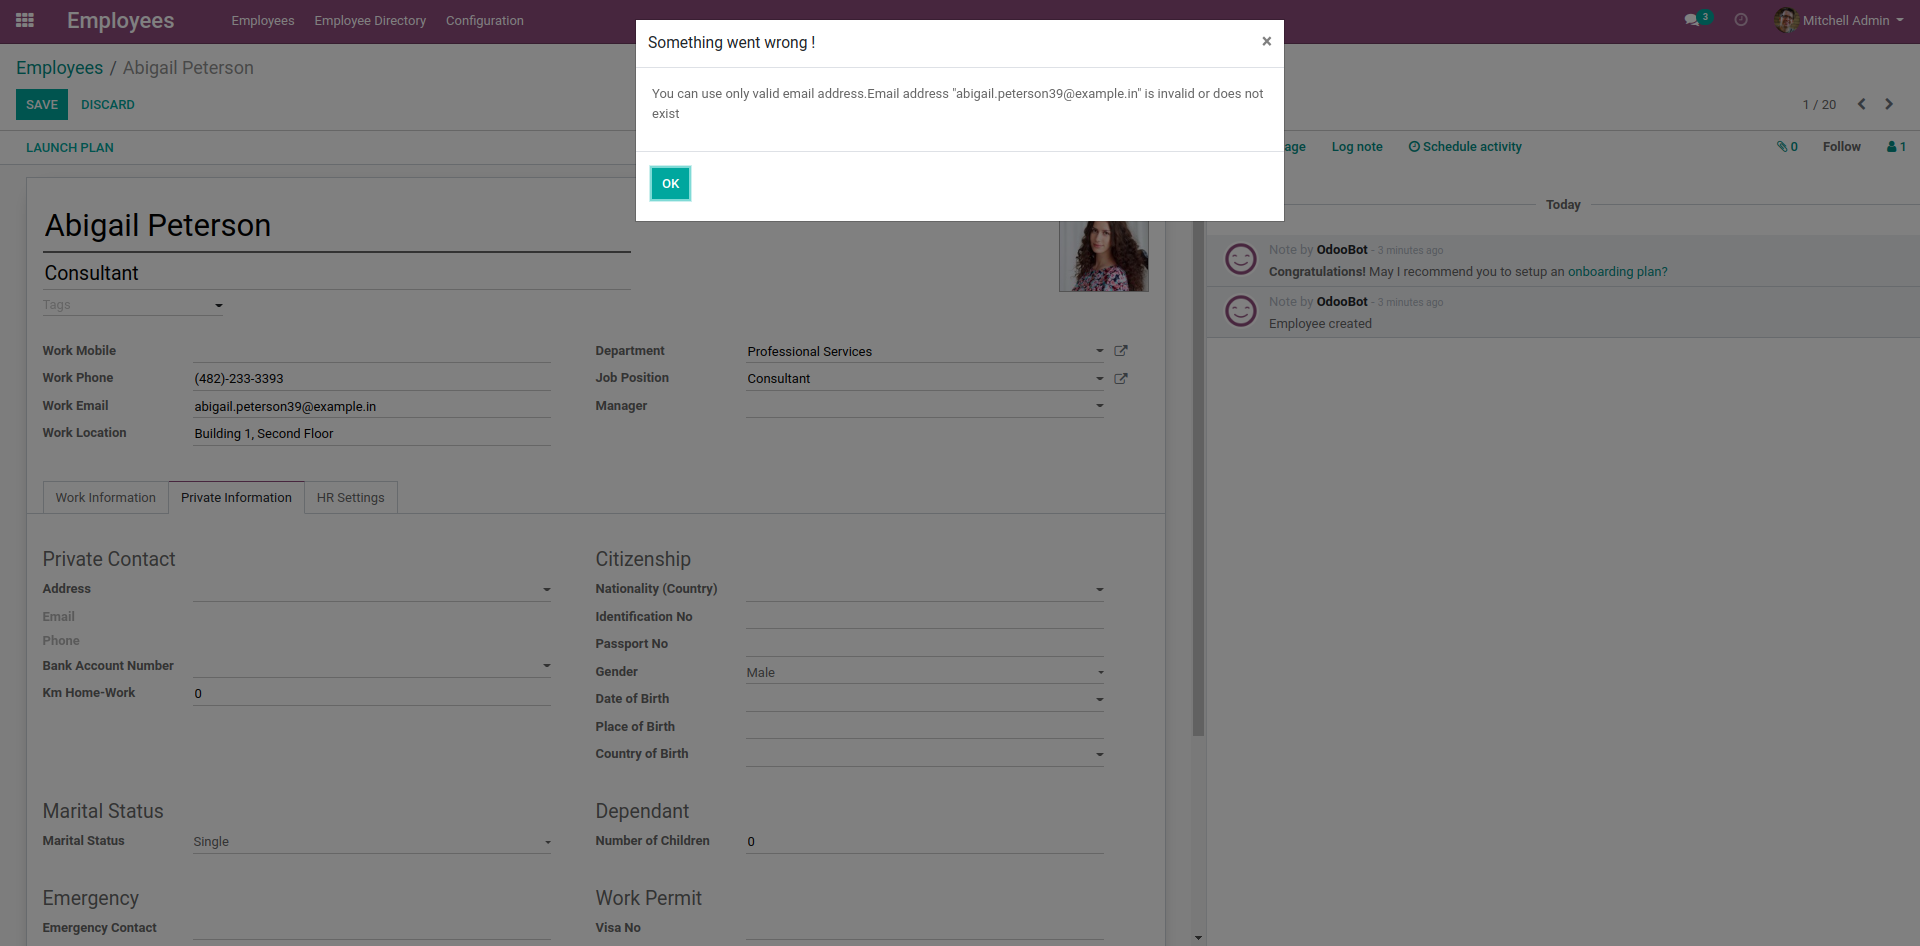 Employees Employees Employee Directory Configuration 3 Mitchell Admin
Something went wrong ! ×
Employees / Abigail Peterson
You can use only valid email address.Email address "abigail.peterson39@example.in" is invalid or does not
exist
SAVE DISCARD
1 / 20
LAUNCH PLAN
age Log note Schedule activity 0 Follow 1
OK
Today
Abigail Peterson
Consultant
Tags
Note by OdooBot - 3 minutes ago
Congratulations! May I recommend you to setup an onboarding plan?
Note by OdooBot - 3 minutes ago
Employee created
Work Mobile
Work Phone (482)-233-3393
Work Email abigail.peterson39@example.in
Work Location Building 1, Second Floor
Department Professional Services
Job Position Consultant
Manager
Work Information Private Information HR Settings
Private Contact
Address
Email
Phone
Bank Account Number
Km Home-Work 0
Citizenship
Nationality (Country)
Identification No
Passport No
Gender Male
Date of Birth
Place of Birth
Country of Birth
Marital Status
Marital Status Single
Dependant
Number of Children 0
Emergency
Emergency Contact
Work Permit
Visa No